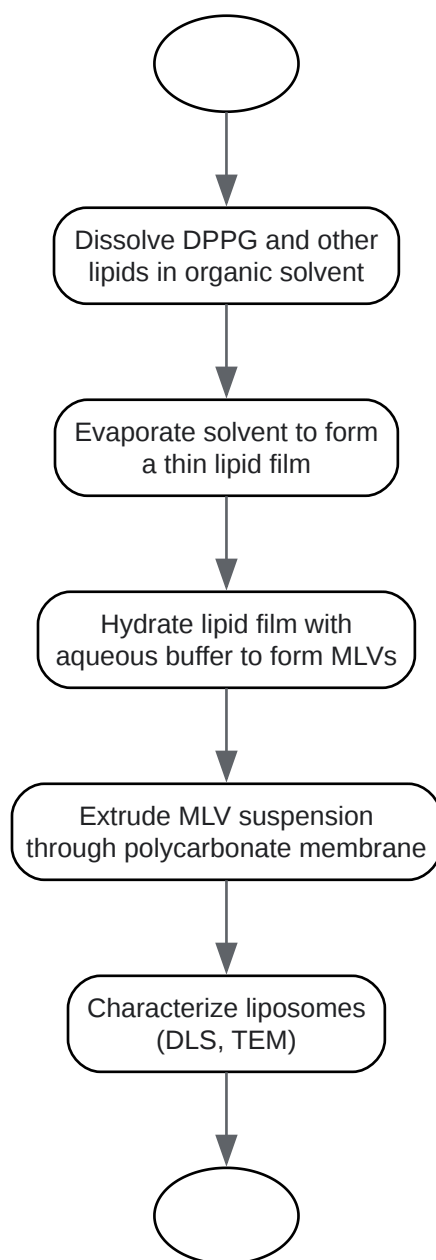 Dissolve DPPG and other
lipids in organic solvent
Evaporate solvent to form
a thin lipid film
Hydrate lipid film with
aqueous buffer to form MLVs
Extrude MLV suspension
through polycarbonate membrane
Characterize liposomes
(DLS, TEM)